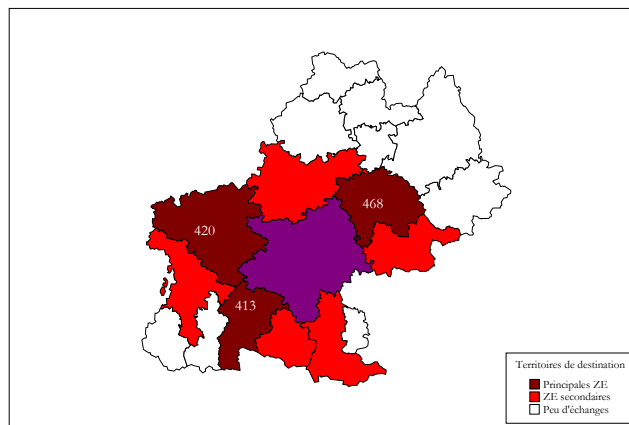 468
420
413
Territoires de destination
Principales ZE
ZE secondaires
Peu d'échanges